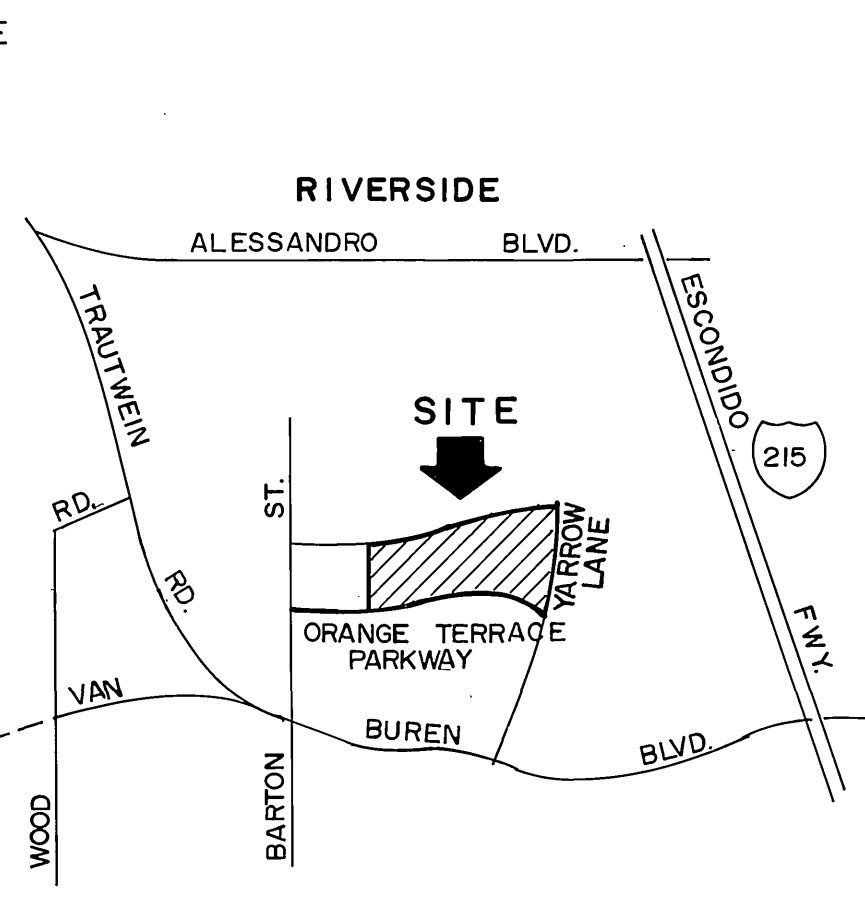 E
RIVERSIDE
ALESSANDRO BLVD.
TRAUTWEIN
RD.
ESCONDIDO
FWY.
215
SITE
ST.
BARTON
RD.
YARROW
LANE
ORANGE TERRACE
PARKWAY
VAN BUREN BLVD.
WOOD